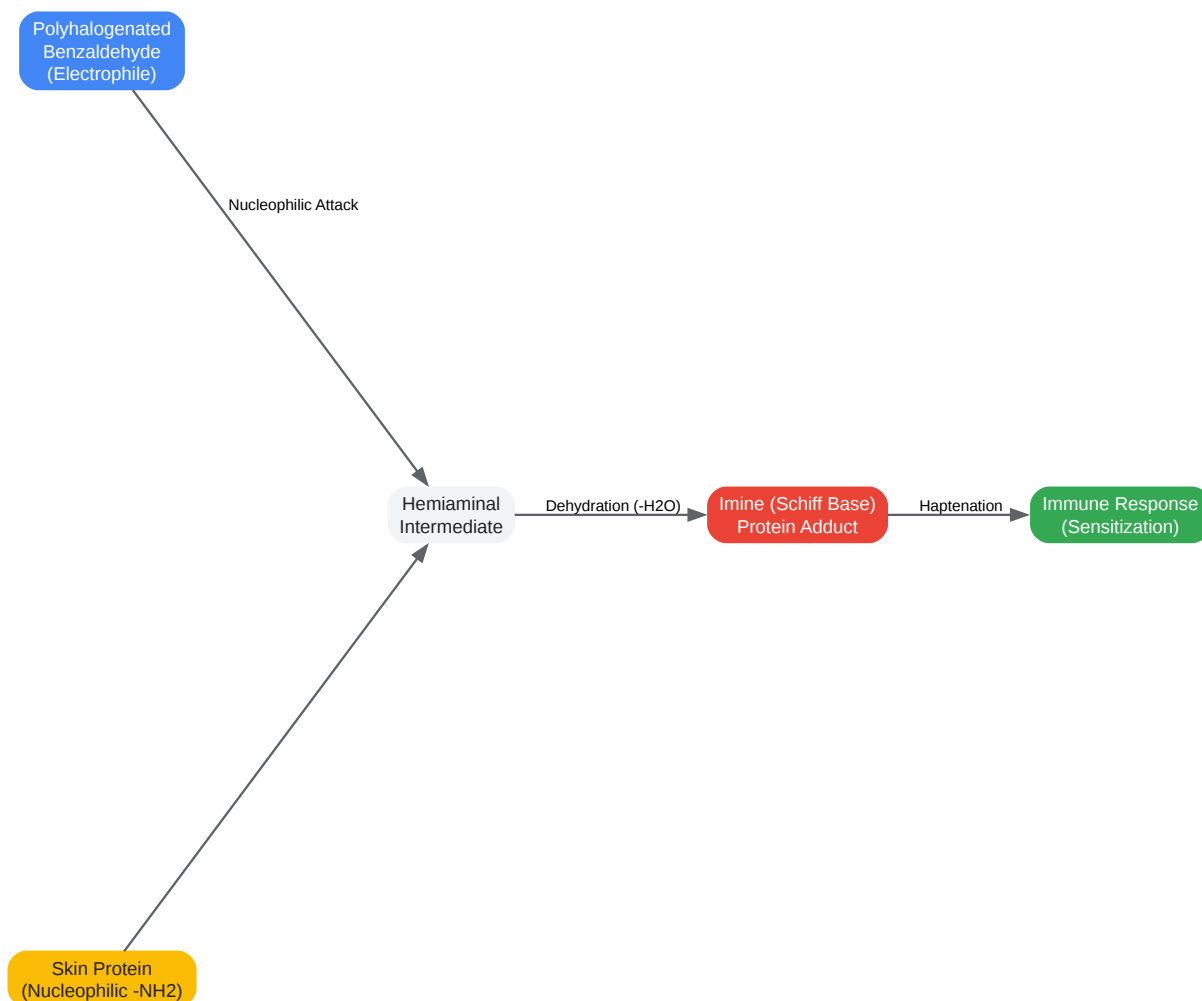 Polyhalogenated
Benzaldehyde
(Electrophile)
Nucleophilic Attack
Hemiaminal
Intermediate
Dehydration (-H2O)
Imine (Schiff Base)
Protein Adduct
Haptenation
Immune Response
(Sensitization)
Skin Protein
(Nucleophilic -NH2)